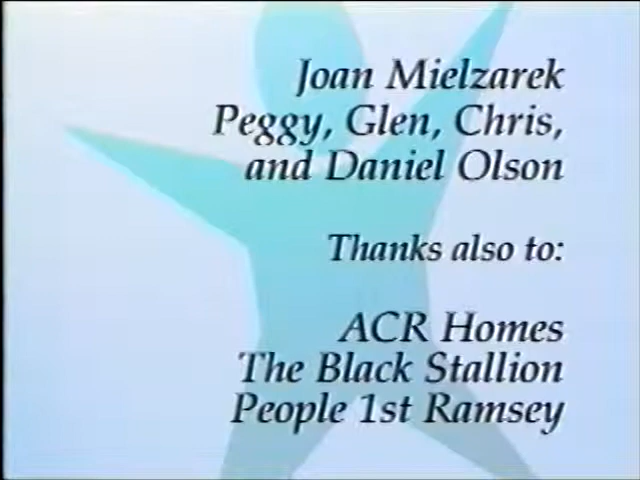 Joan Mielzarek
Peggy, Glen, Chris,
and Daniel Olson
Thanks also to:
ACR Homes
The Black Stallion
People 1st Ramsey